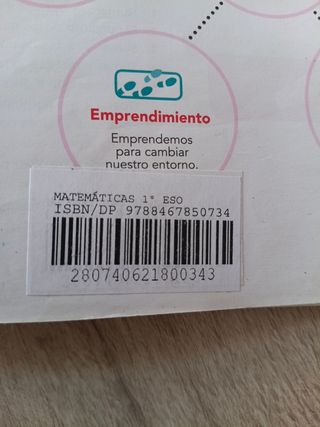 Emprendimiento
Emprendemos
para cambiar
nuestro entorno.
MATEMÁTICAS 1º ESO
ISBN/DP 9788467850734
280740621800343